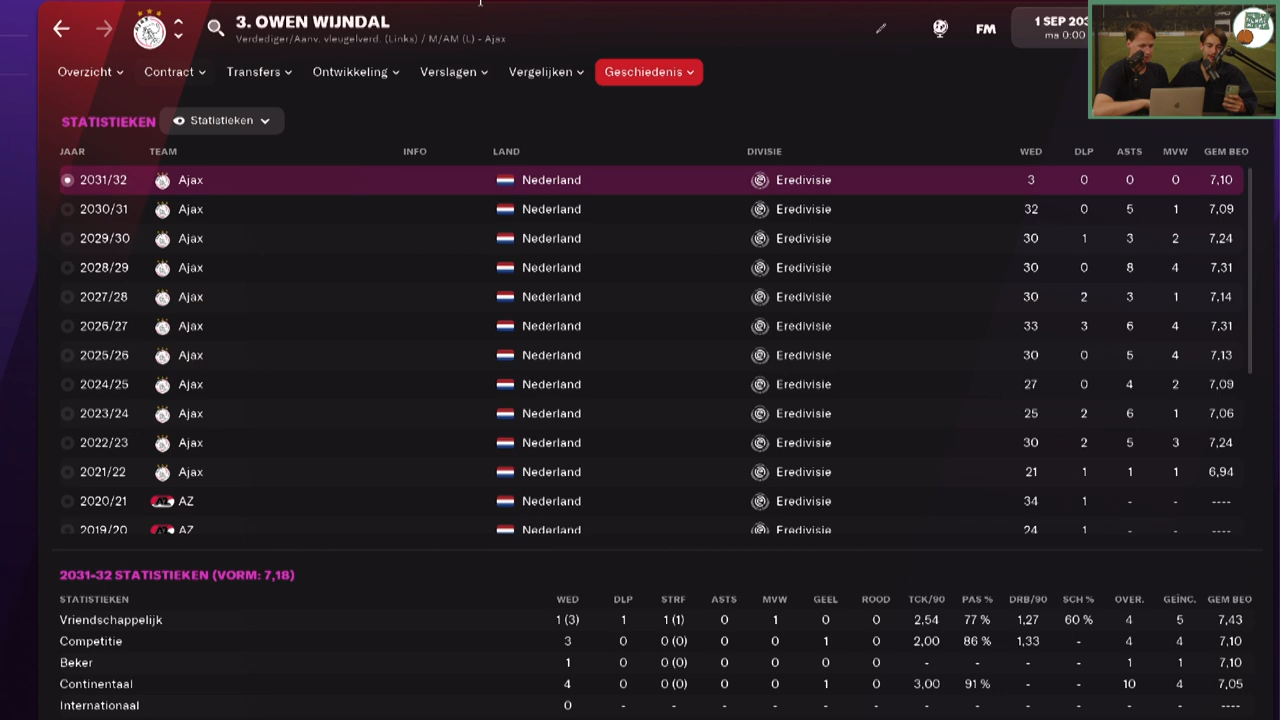 3. OWEN WIJNDAL
Verdediger/Aanv. vleugelverd. (Links) / M/AM (L) - Ajax
FM
1 SEP 203
ma 0:00
Overzicht Contract Transfers Ontwikkeling Verslagen Vergelijken Geschiedenis
STATISTIEKEN Statistieken
JAAR TEAM INFO LAND DIVISIE WED DLP ASTS MVW GEM BEO
2031/32 Ajax Nederland Eredivisie 3 0 0 0 7,10
2030/31 Ajax Nederland Eredivisie 32 0 5 1 7,09
2029/30 Ajax Nederland Eredivisie 30 1 3 2 7,24
2028/29 Ajax Nederland Eredivisie 30 0 8 4 7,31
2027/28 Ajax Nederland Eredivisie 30 2 3 1 7,14
2026/27 Ajax Nederland Eredivisie 33 3 6 4 7,31
2025/26 Ajax Nederland Eredivisie 30 0 5 4 7,13
2024/25 Ajax Nederland Eredivisie 27 0 4 2 7,09
2023/24 Ajax Nederland Eredivisie 25 2 6 1 7,06
2022/23 Ajax Nederland Eredivisie 30 2 5 3 7,24
2021/22 Ajax Nederland Eredivisie 21 1 1 1 6,94
2020/21 AZ AZ Nederland Eredivisie 34 1 - - ----
2019/20 AZ AZ Nederland Eredivisie 24 1 - - ----
2031-32 STATISTIEKEN (VORM: 7,18)
STATISTIEKEN WED DLP STRF ASTS MVW GEEL ROOD TCK/90 PAS % DRB/90 SCH % OVER. GEÏNC. GEM BEO
Vriendschappelijk 1 (3) 1 1 (1) 0 1 0 0 2,54 77 % 1,27 60 % 4 5 7,43
Competitie 3 0 0 (0) 0 0 1 0 2,00 86 % 1,33 - 4 4 7,10
Beker 1 0 0 (0) 0 0 0 0 - - - - 1 1 7,10
Continentaal 4 0 0 (0) 0 0 1 0 3,00 91 % - - 10 4 7,05
Internationaal 0 - - - - - - - - - - - - ----